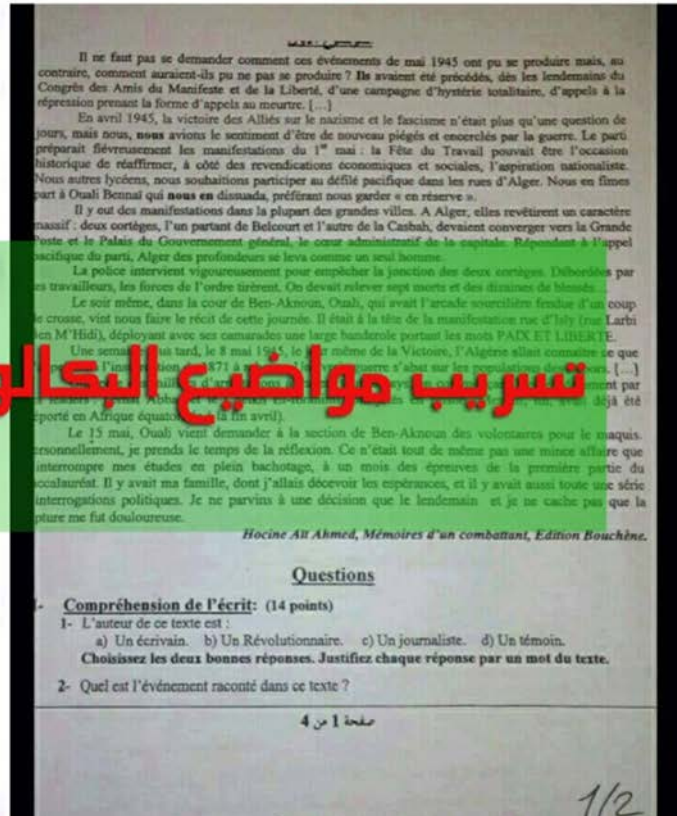 Il ne faut pas se demander comment ces événements de mai 1945 ont pu se produire mais, au
contraire, comment auraient-ils pu ne pas se produire ? Ils avaient été précédés, dès les lendemains du
Congrès des Amis du Manifeste et de la Liberté, d'une campagne d'hystérie totalitaire, d'appels à la
répression prenant la forme d'appels au meurtre. […]
En avril 1945, la victoire des Alliés sur le nazisme et le fascisme n'était plus qu'une question de
jours, mais nous, nous avions le sentiment d'être de nouveau piégés et encerclés par la guerre. Le parti
préparait fiévreusement les manifestations du 1er mai : la Fête du Travail pouvait être l'occasion
historique de réaffirmer, à côté des revendications économiques et sociales, l'aspiration nationaliste.
Nous autres lycéens, nous souhaitions participer au défilé pacifique dans les rues d'Alger. Nous en fîmes
part à Ouali Bennaï qui nous en dissuada, préférant nous garder « en réserve ».
Il y eut des manifestations dans la plupart des grandes villes. A Alger, elles revêtirent un caractère
massif : deux cortèges, l'un partant de Belcourt et l'autre de la Casbah, devaient converger vers la Grande
Poste et le Palais du Gouvernement général, le cœur administratif de la capitale. Répondant à l'appel
pacifique du parti, Alger des profondeurs se leva comme un seul homme.
La police intervient vigoureusement pour empêcher la jonction des deux cortèges. Débordées par
es travailleurs, les forces de l'ordre tirèrent. On devait relever sept morts et des dizaines de blessés.
Le soir même, dans la cour de Ben-Aknoun, Ouali, qui avait l'arcade sourcilière fendue d'un coup
e crosse, vint nous faire le récit de cette journée. Il était à la tête de la manifestation rue d'Isly (rue Larbi
en M'Hidi), déployant avec ses camarades une large banderole portant les mots PAIX ET LIBERTE.
Une semaine plus tard, le 8 mai 1945, le jour même de la Victoire, l'Algérie allait connaître ce que
1871 à guerre s'abat sur les populations […]
تسريب مواضيع البكالو
par
déjà été
éporté en Afrique équatoriale à la fin avril).
Le 15 mai, Ouali vient demander à la section de Ben-Aknoun des volontaires pour le maquis.
ersonnellement, je prends le temps de la réflexion. Ce n'était tout de même pas une mince affaire que
interrompre mes études en plein bachotage, à un mois des épreuves de la première partie du
ccalauréat. Il y avait ma famille, dont j'allais décevoir les espérances, et il y avait aussi toute une série
interrogations politiques. Je ne parvins à une décision que le lendemain et je ne cache pas que la
pture me fut douloureuse.
Hocine Aït Ahmed, Mémoires d'un combattant, Edition Bouchène.
Questions
I- Compréhension de l'écrit: (14 points)
1- L'auteur de ce texte est :
a) Un écrivain. b) Un Révolutionnaire. c) Un journaliste. d) Un témoin.
Choisissez les deux bonnes réponses. Justifiez chaque réponse par un mot du texte.
2- Quel est l'événement raconté dans ce texte ?
صفحة 1 من 4
1/2